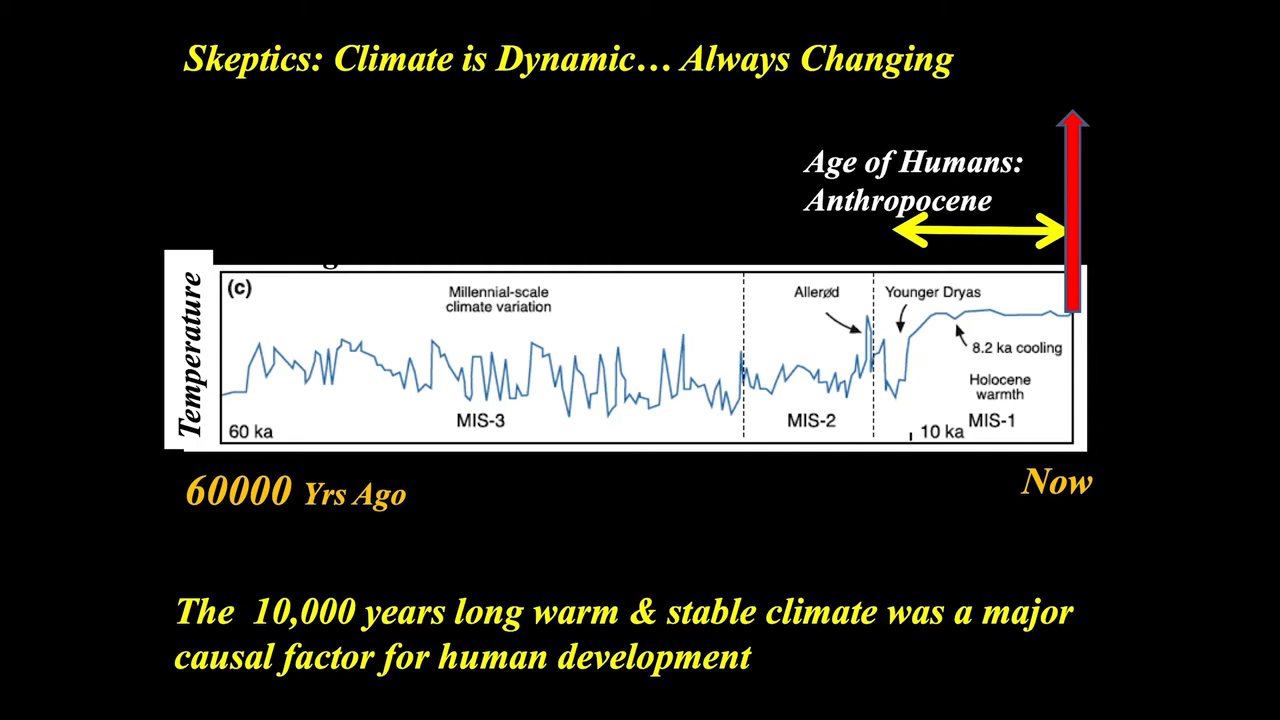 Skeptics: Climate is Dynamic… Always Changing
Age of Humans:
Anthropocene
Temperature
(c)
Millennial-scale
climate variation
Allerød
Younger Dryas
8.2 ka cooling
Holocene
warmth
MIS-3
MIS-2
MIS-1
60 ka
10 ka
60000 Yrs Ago
Now
The 10,000 years long warm & stable climate was a major
causal factor for human development